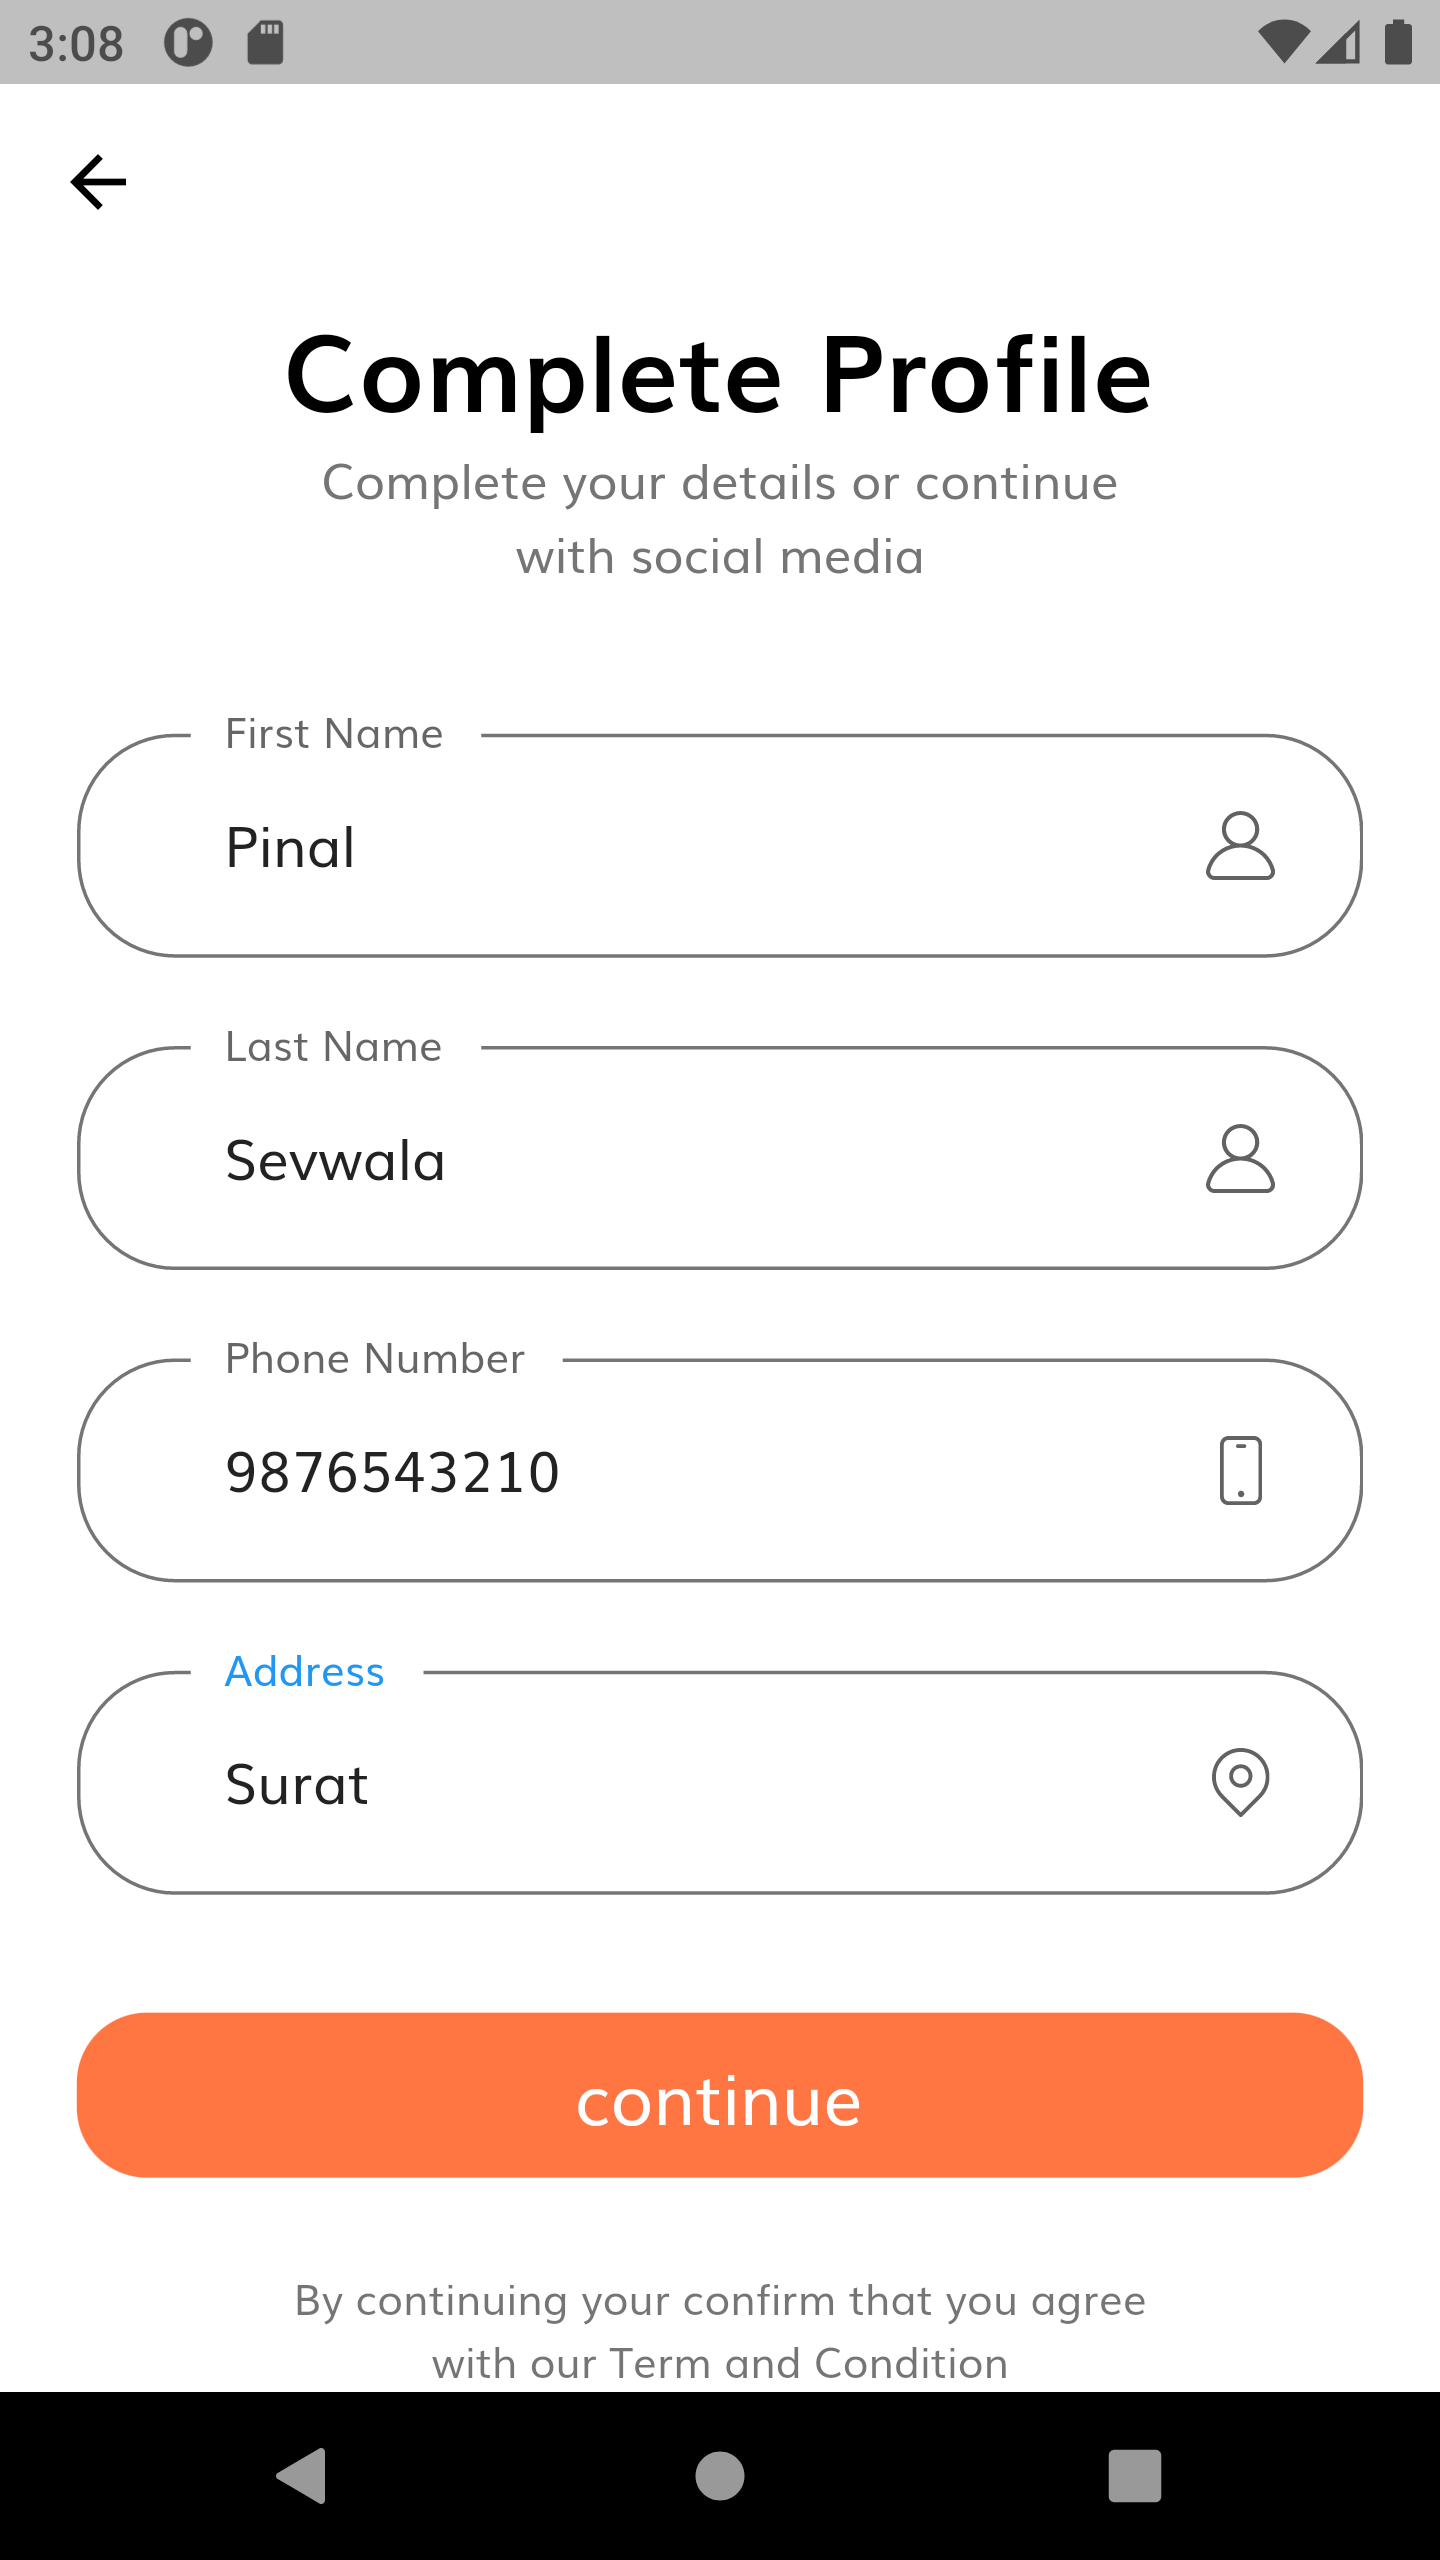 3:08
Complete Profile
Complete your details or continue
with social media
First Name
Pinal
Last Name
Sevwala
Phone Number
9876543210
Address
Surat
continue
By continuing your confirm that you agree
with our Term and Condition